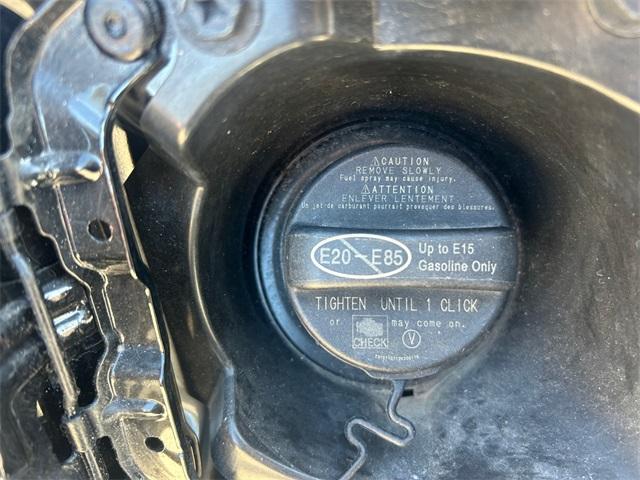 ⚠CAUTION
REMOVE SLOWLY
Fuel spray may cause injury.
⚠ATTENTION
ENLEVER LENTEMENT
Un jet de carburant pourrait provoquer des blessures.
E20-E85
Up to E15
Gasoline Only
TIGHTEN UNTIL 1 CLICK
or CHECK may come on.
V